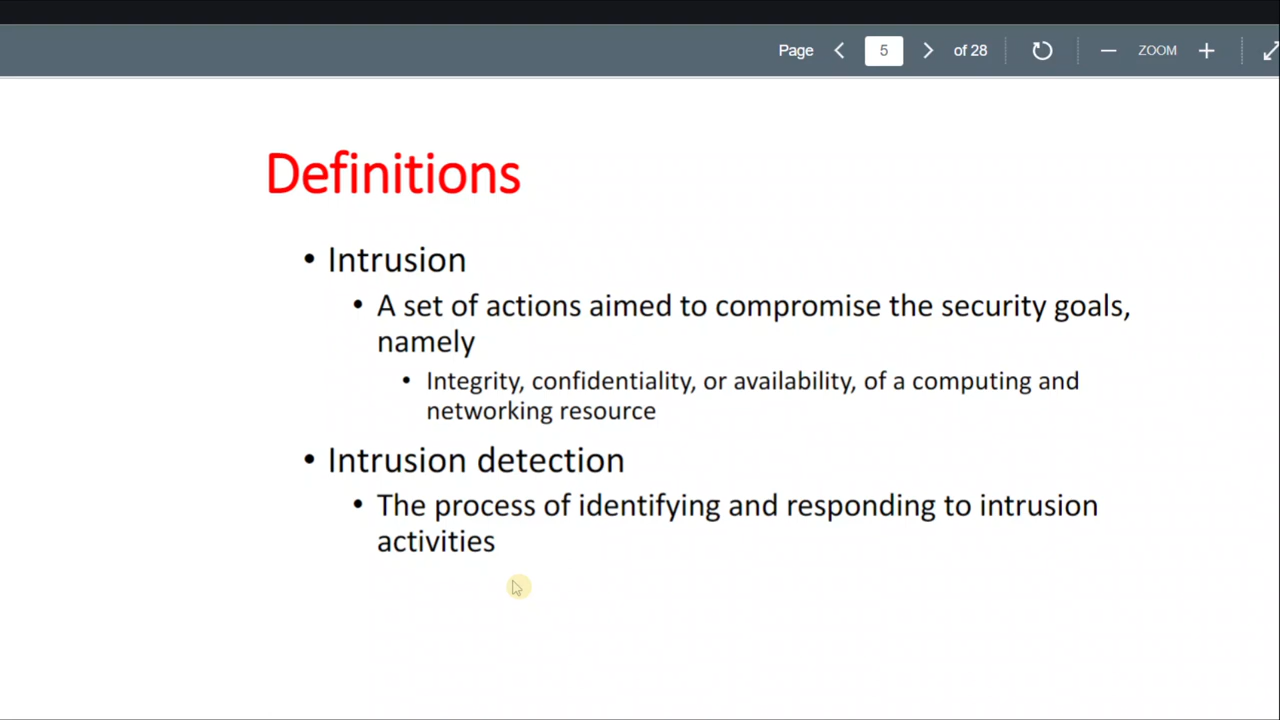 Page 5 of 28 ZOOM
Definitions
• Intrusion
• A set of actions aimed to compromise the security goals,
namely
• Integrity, confidentiality, or availability, of a computing and
networking resource
• Intrusion detection
• The process of identifying and responding to intrusion
activities